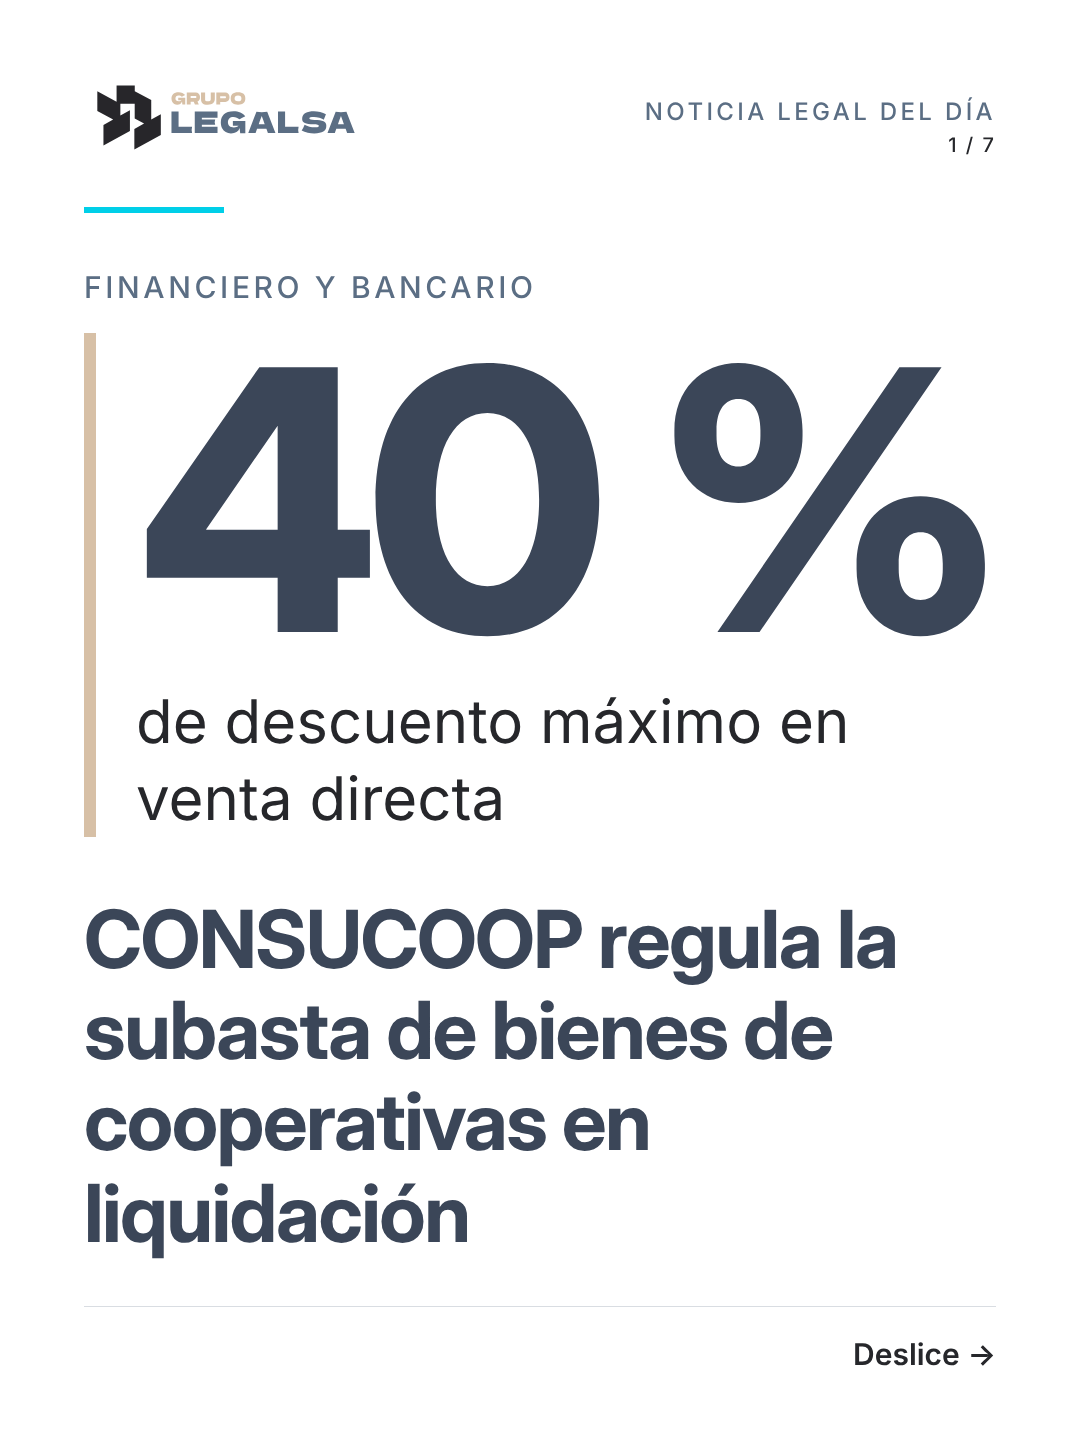 GRUPO
LEGALSA
NOTICIA LEGAL DEL DÍA
1 / 7
FINANCIERO Y BANCARIO
40 %
de descuento máximo en
venta directa
CONSUCOOP regula la
subasta de bienes de
cooperativas en
liquidación
Deslice →